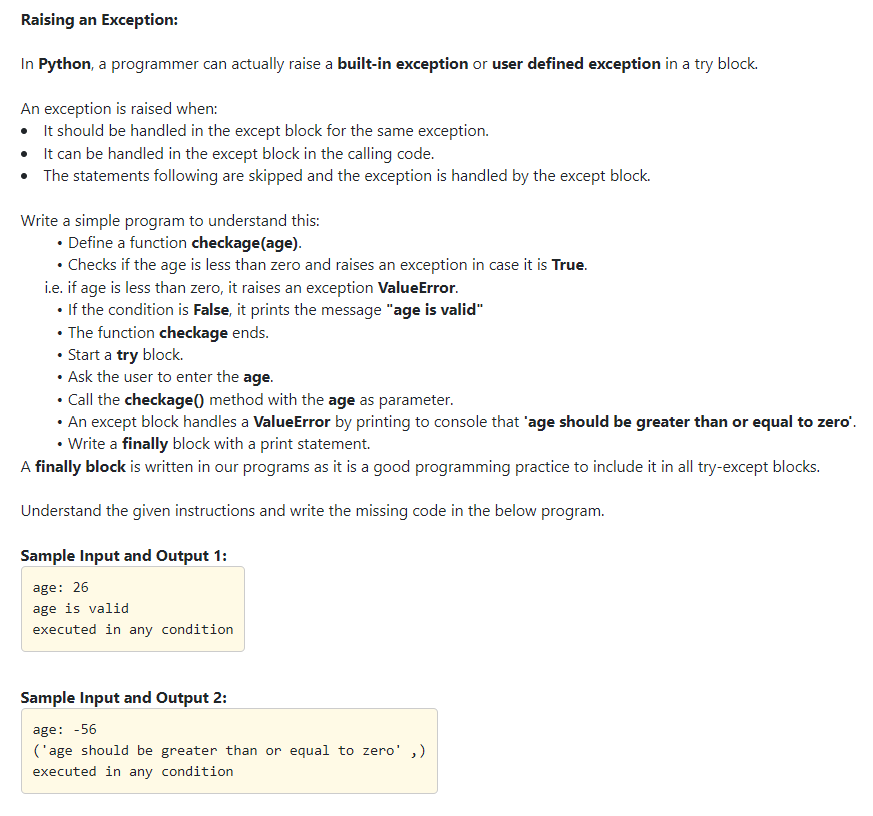 Raising an Exception:
In Python, a programmer can actually raise a built-in exception or user defined exception in a try block.
An exception is raised when:
• It should be handled in the except block for the same exception.
• It can be handled in the except block in the calling code.
• The statements following are skipped and the exception is handled by the except block.
Write a simple program to understand this:
• Define a function checkage(age).
• Checks if the age is less than zero and raises an exception in case it is True.
i.e. if age is less than zero, it raises an exception ValueError.
• If the condition is False, it prints the message "age is valid"
• The function checkage ends.
• Start a try block.
• Ask the user to enter the age.
• Call the checkage() method with the age as parameter.
• An except block handles a ValueError by printing to console that 'age should be greater than or equal to zero'.
• Write a finally block with a print statement.
A finally block is written in our programs as it is a good programming practice to include it in all try-except blocks.
Understand the given instructions and write the missing code in the below program.
Sample Input and Output 1:
age: 26
age is valid
executed in any condition
Sample Input and Output 2:
age: -56
('age should be greater than or equal to zero' ,)
executed in any condition